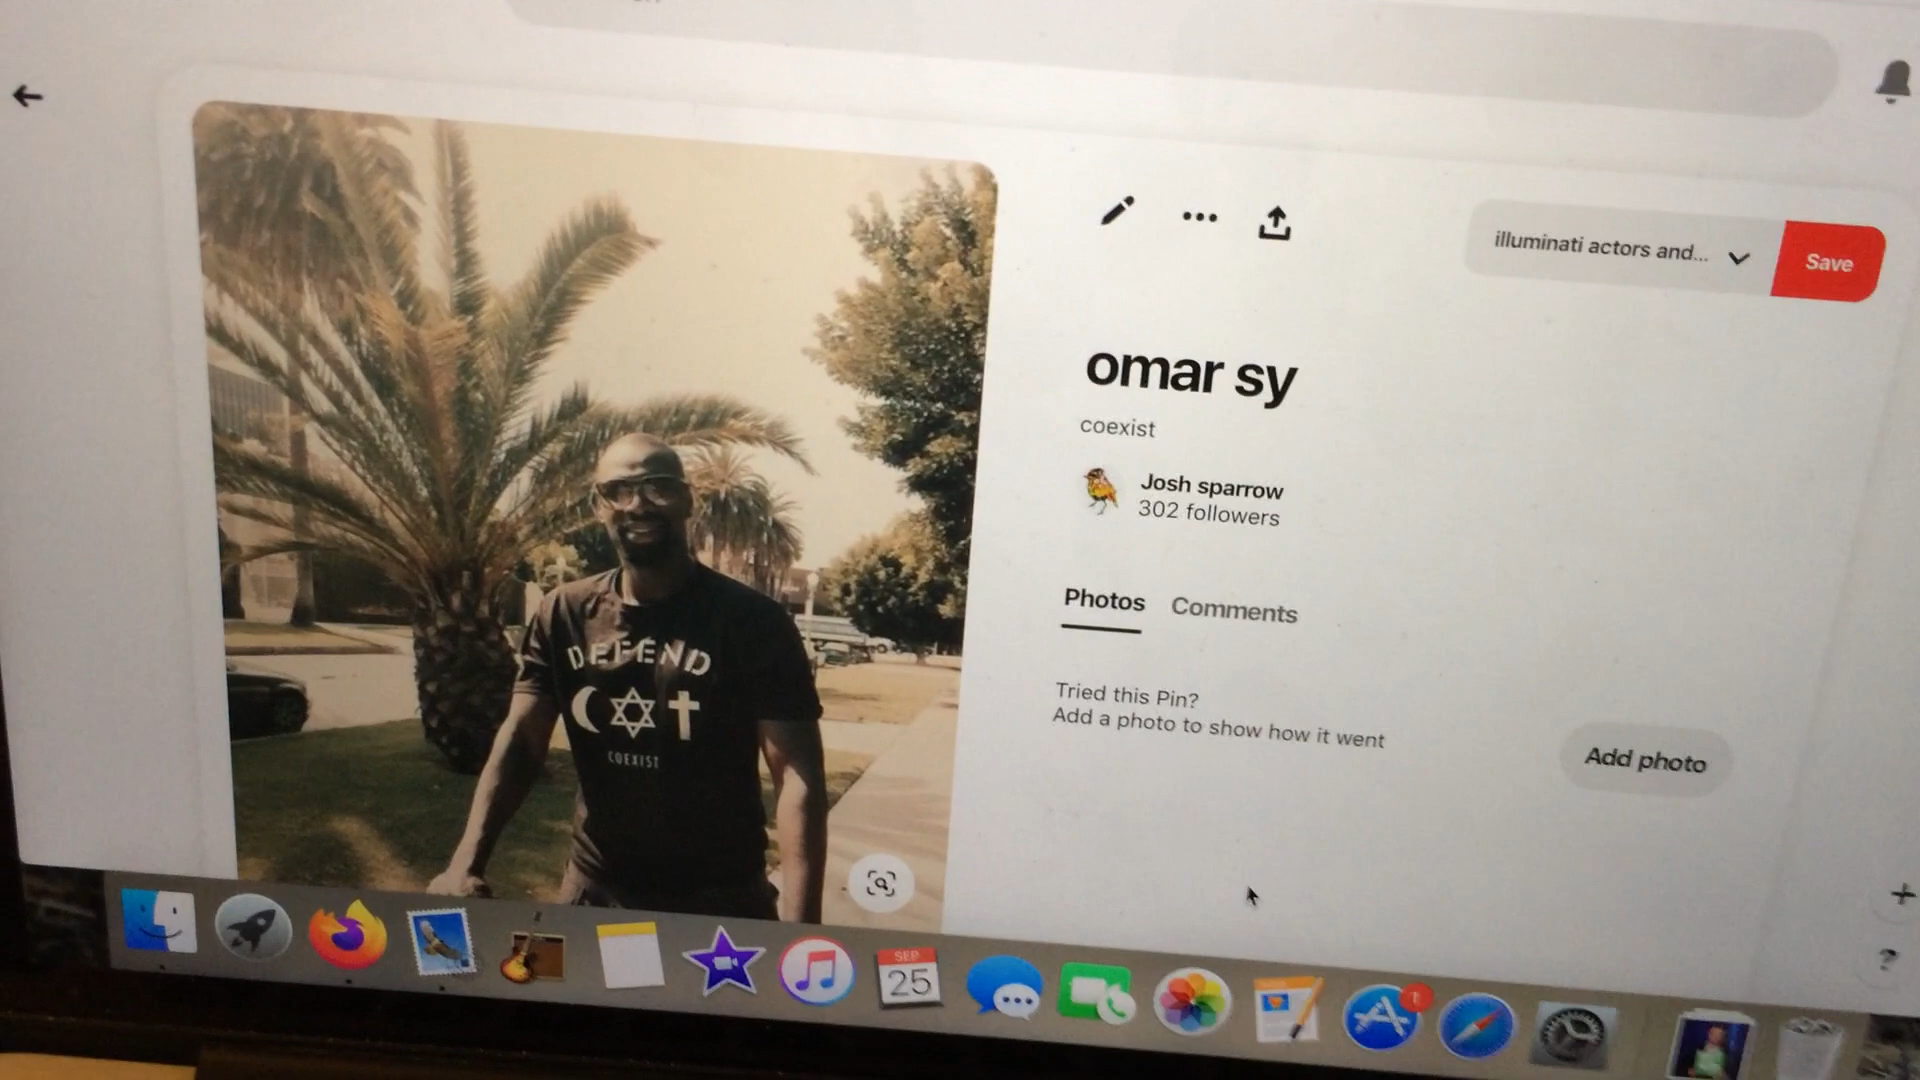 illuminati actors and...
Save
omar sy
coexist
Josh sparrow
302 followers
Photos
Comments
Tried this Pin?
Add a photo to show how it went
Add photo
DEFEND
COEXIST
SEP
25
1
?